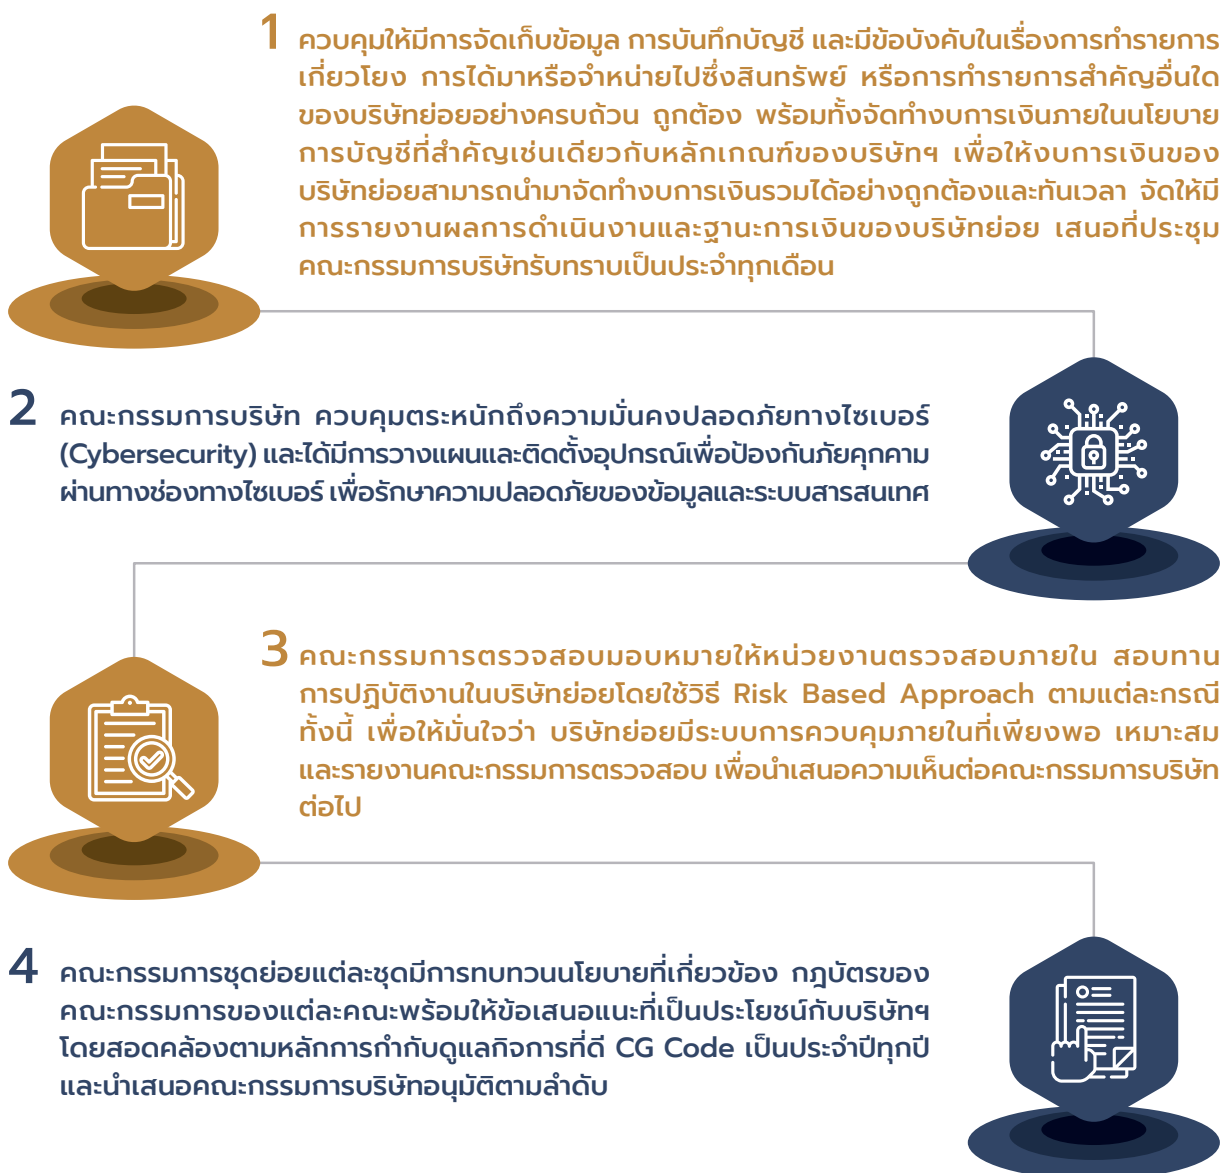 1 ควบคุมให้มีการจัดเก็บข้อมูล การบันทึกบัญชี และมีข้อบังคับในเรื่องการทำรายการ
เกี่ยวโยง การได้มาหรือจำหน่ายไปซึ่งสินทรัพย์ หรือการทำรายการสำคัญอื่นใด
ของบริษัทย่อยอย่างครบถ้วน ถูกต้อง พร้อมทั้งจัดทำงบการเงินภายในนโยบาย
การบัญชีที่สำคัญเช่นเดียวกับหลักเกณฑ์ของบริษัทฯ เพื่อให้งบการเงินของ
บริษัทย่อยสามารถนำมาจัดทำงบการเงินรวมได้อย่างถูกต้องและทันเวลา จัดให้มี
การรายงานผลการดำเนินงานและฐานะการเงินของบริษัทย่อย เสนอที่ประชุม
คณะกรรมการบริษัทรับทราบเป็นประจำทุกเดือน
2 คณะกรรมการบริษัท ควบคุมตระหนักถึงความมั่นคงปลอดภัยทางไซเบอร์
(Cybersecurity) และได้มีการวางแผนและติดตั้งอุปกรณ์เพื่อป้องกันภัยคุกคาม
ผ่านทางช่องทางไซเบอร์ เพื่อรักษาความปลอดภัยของข้อมูลและระบบสารสนเทศ
3 คณะกรรมการตรวจสอบมอบหมายให้หน่วยงานตรวจสอบภายใน สอบทาน
การปฏิบัติงานในบริษัทย่อยโดยใช้วิธี Risk Based Approach ตามแต่ละกรณี
ทั้งนี้ เพื่อให้มั่นใจว่า บริษัทย่อยมีระบบการควบคุมภายในที่เพียงพอ เหมาะสม
และรายงานคณะกรรมการตรวจสอบ เพื่อนำเสนอความเห็นต่อคณะกรรมการบริษัท
ต่อไป
4 คณะกรรมการชุดย่อยแต่ละชุดมีการทบทวนนโยบายที่เกี่ยวข้อง กฎบัตรของ
คณะกรรมการของแต่ละคณะพร้อมให้ข้อเสนอแนะที่เป็นประโยชน์กับบริษัทฯ
โดยสอดคล้องตามหลักการกำกับดูแลกิจการที่ดี CG Code เป็นประจำปีทุกปี
และนำเสนอคณะกรรมการบริษัทอนุมัติตามลำดับ